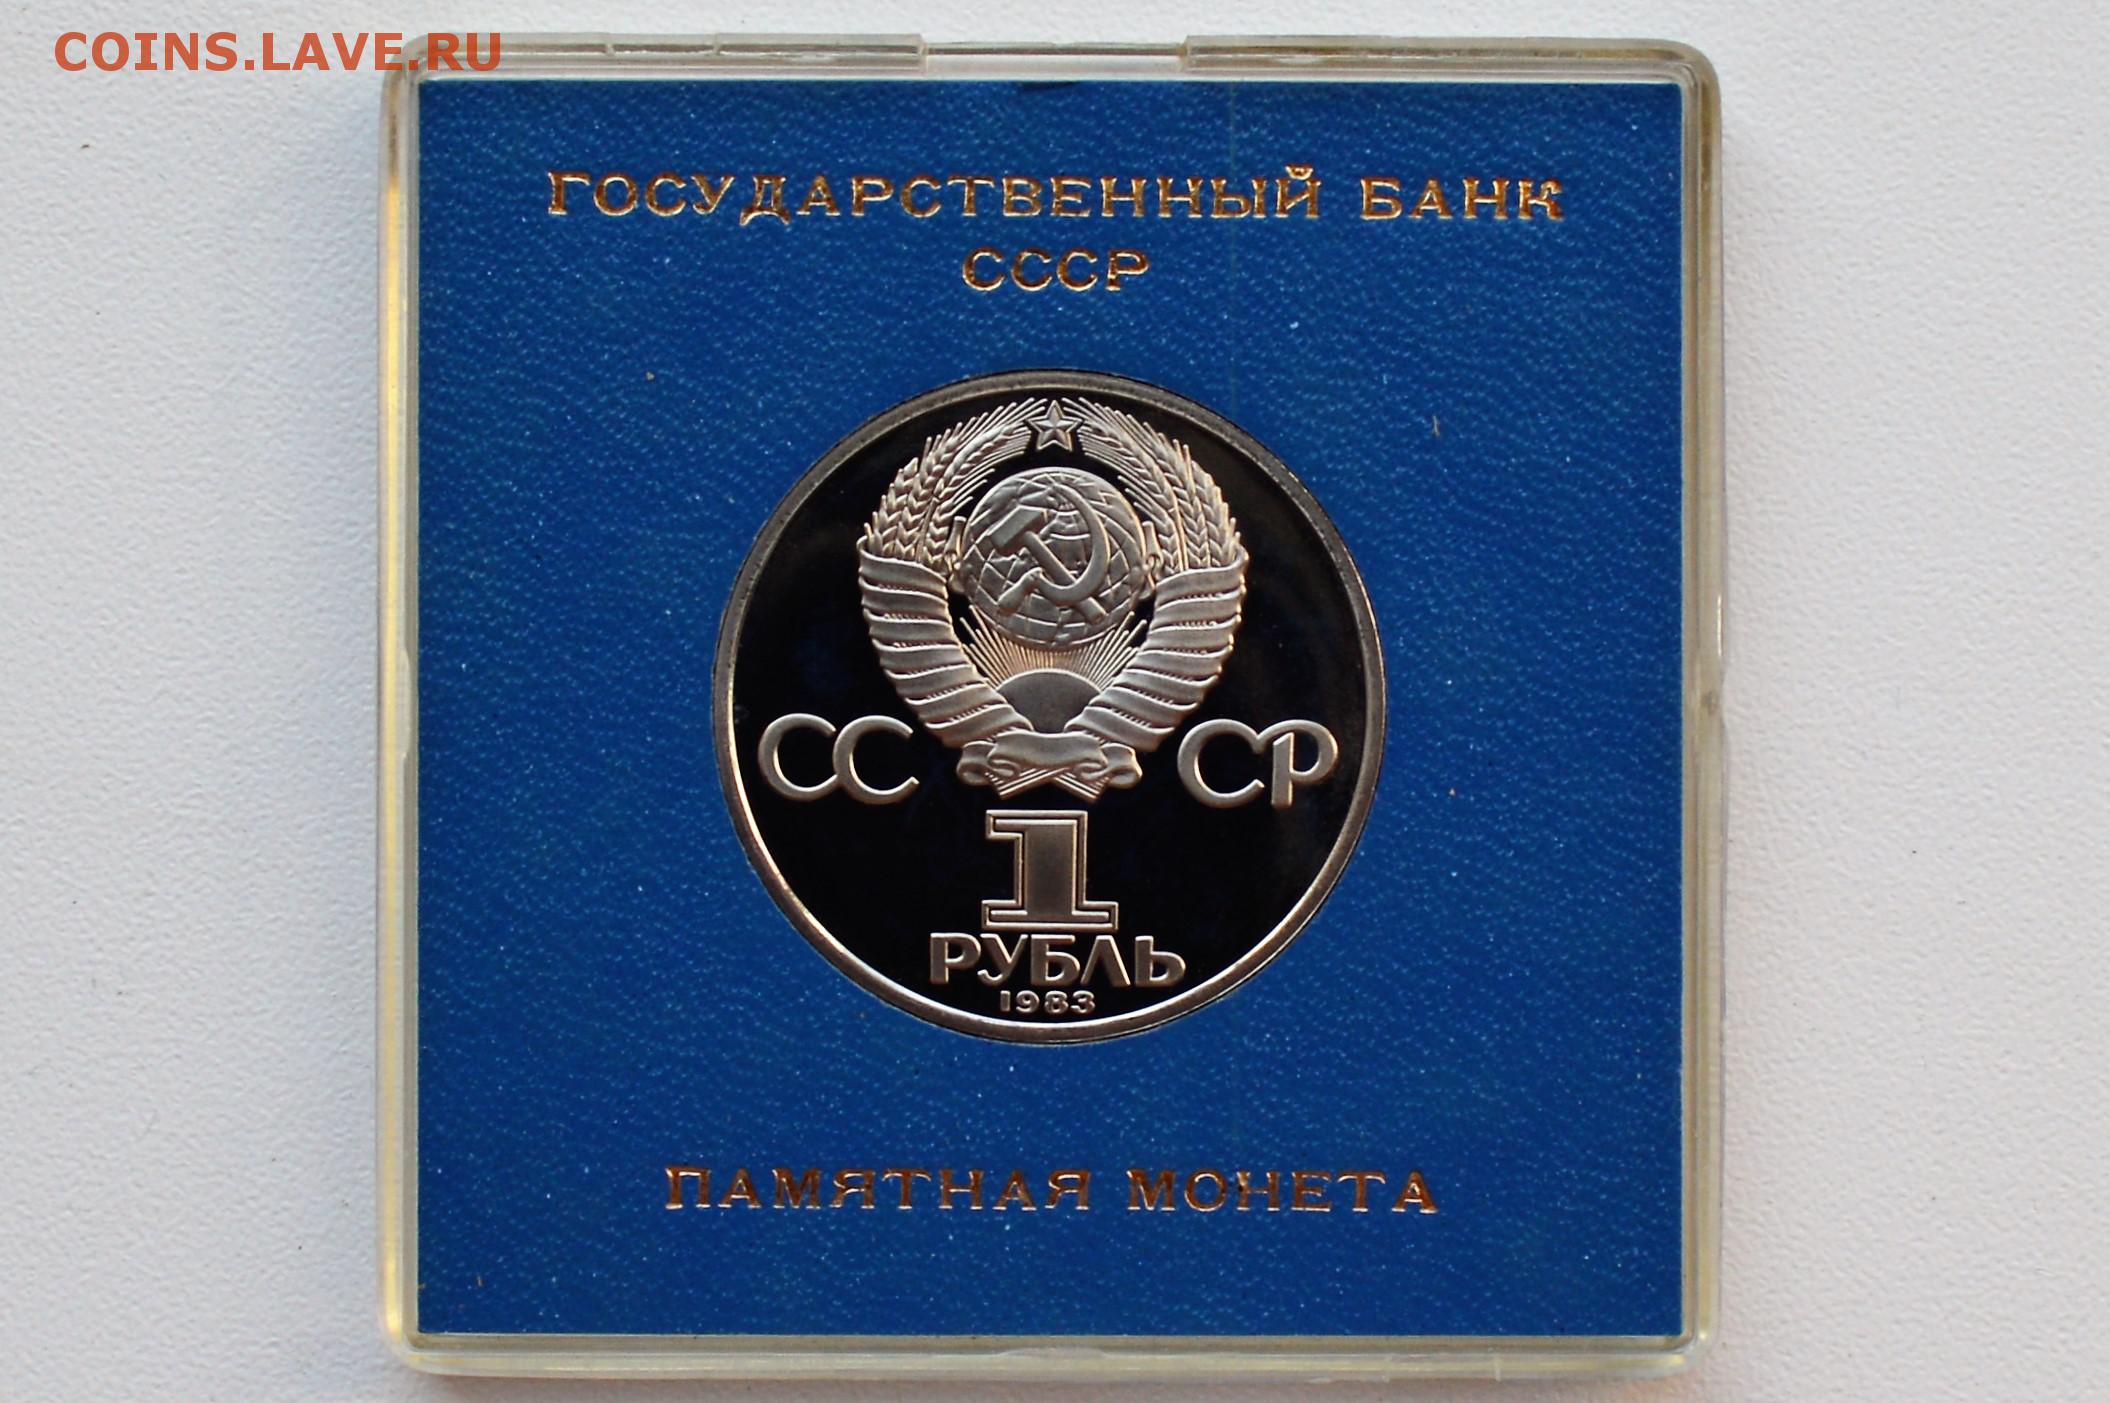 COINS.LAVE.RU
ГОСУДАРСТВЕННЫЙ БАНК
СССР
СС СР
1
РУБЛЬ
1983
ПАМЯТНАЯ МОНЕТА